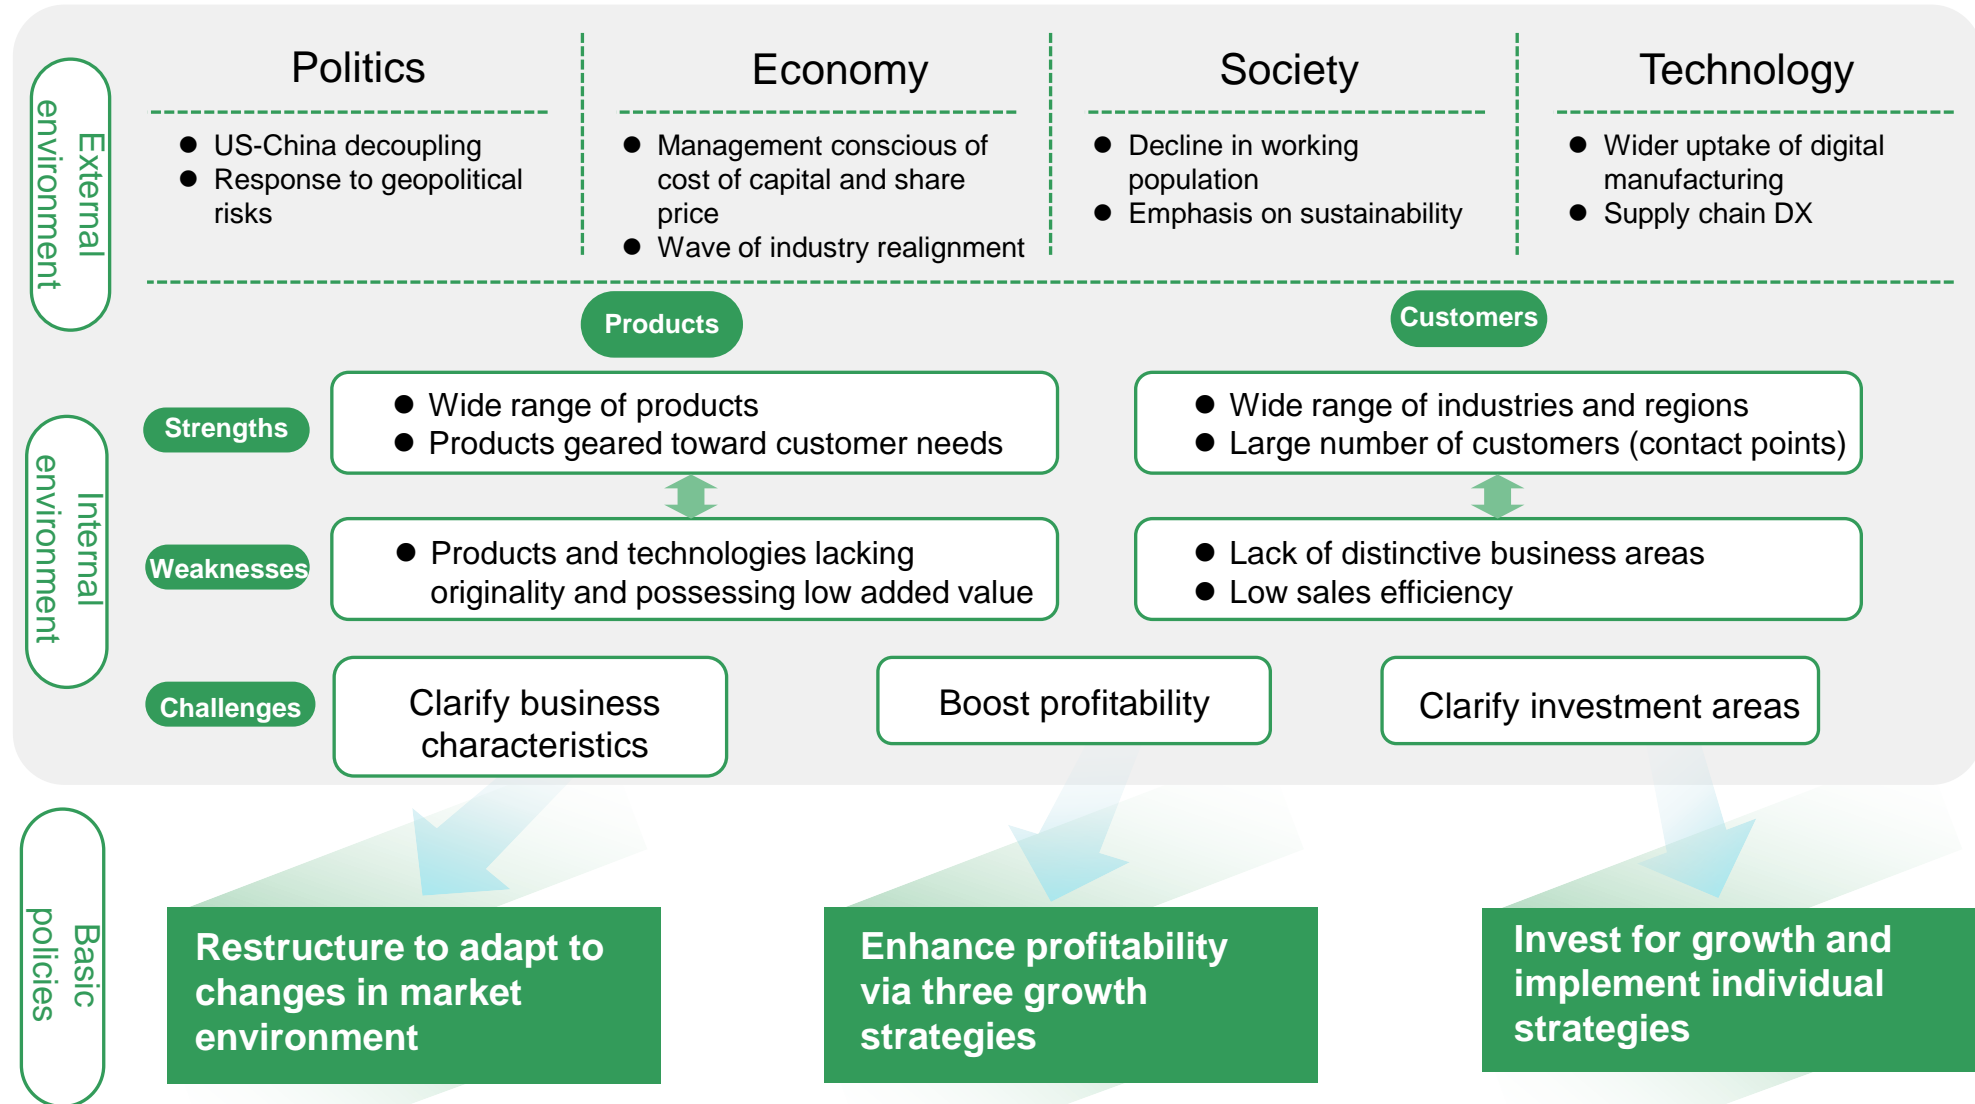 External
environment
Politics
US-China decoupling
Response to geopolitical
risks
Economy
Management conscious of
cost of capital and share
price
Wave of industry realignment
Society
Decline in working
population
Emphasis on sustainability
Technology
Wider uptake of digital
manufacturing
Supply chain DX
Internal
environment
Products
Customers
Strengths
Wide range of products
Products geared toward customer needs
Wide range of industries and regions
Large number of customers (contact points)
Weaknesses
Products and technologies lacking
originality and possessing low added value
Lack of distinctive business areas
Low sales efficiency
Challenges
Clarify business
characteristics
Boost profitability
Clarify investment areas
Basic
policies
Restructure to adapt to
changes in market
environment
Enhance profitability
via three growth
strategies
Invest for growth and
implement individual
strategies